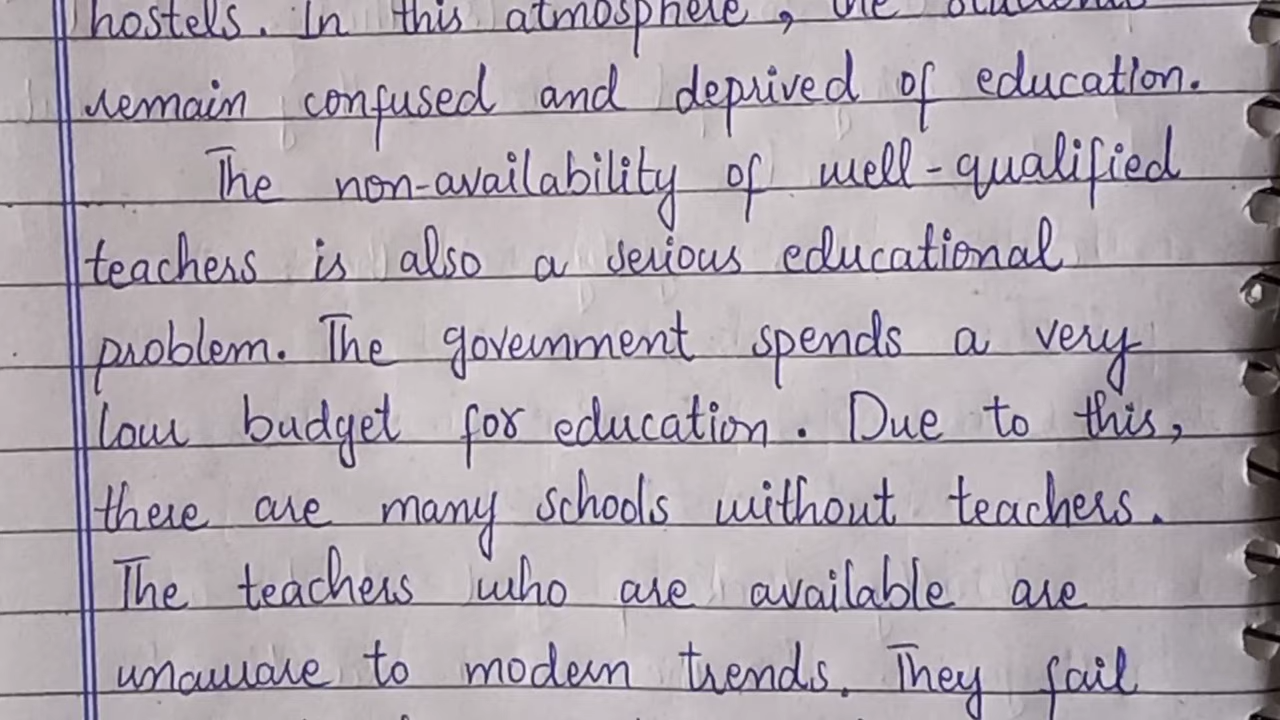 hostels. In this atmosphere, the students
remain confused and deprived of education.
The non-availability of well-qualified
teachers is also a serious educational
problem. The government spends a very
low budget for education. Due to this,
there are many schools without teachers.
The teachers who are available are
unaware to modern trends. They fail